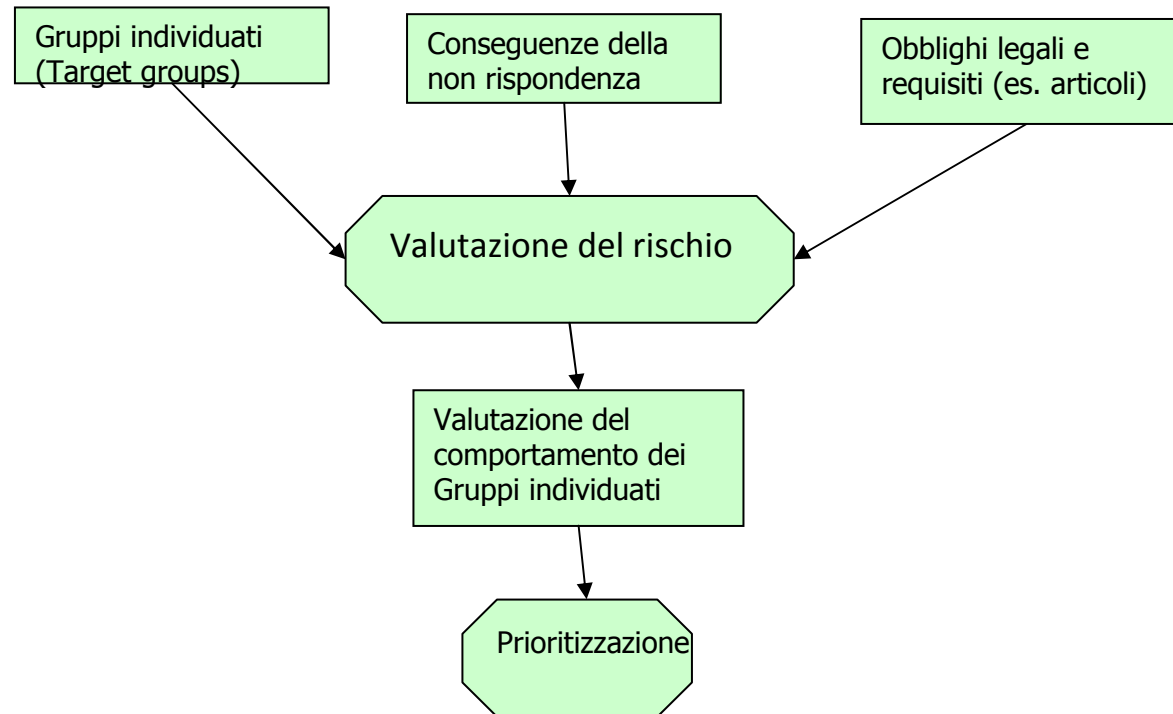 Gruppi individuati
(Target groups)
Conseguenze della
non rispondenza
Obblighi legali e
requisiti (es. articoli)
Valutazione del rischio
Valutazione del
comportamento dei
Gruppi individuati
Prioritizzazione